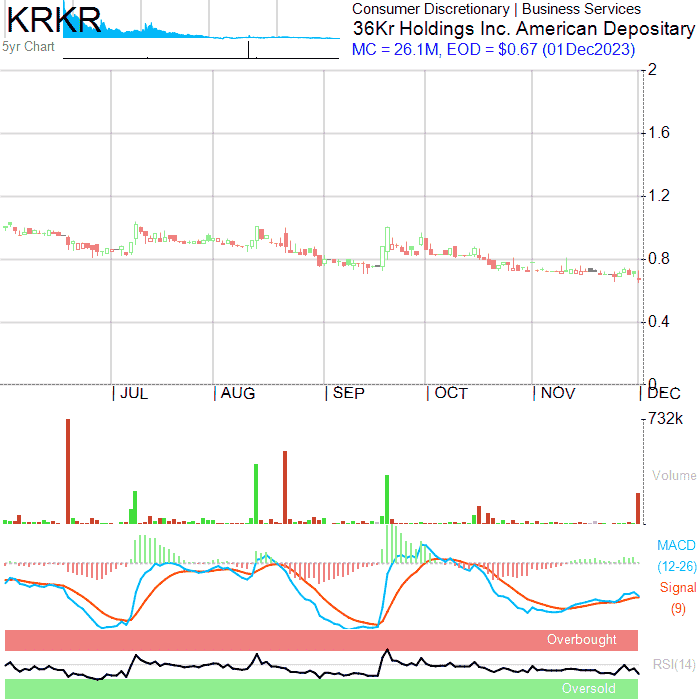 KRKR
5yr Chart
Consumer Discretionary | Business Services
36Kr Holdings Inc. American Depositary
MC = 26.1M, EOD = $0.67 (01Dec2023)
2
1.6
1.2
0.8
0.4
0
JUL
AUG
SEP
OCT
NOV
DEC
732k
Volume
MACD
(12-26)
Signal
(9)
Overbought
RSI(14)
Oversold